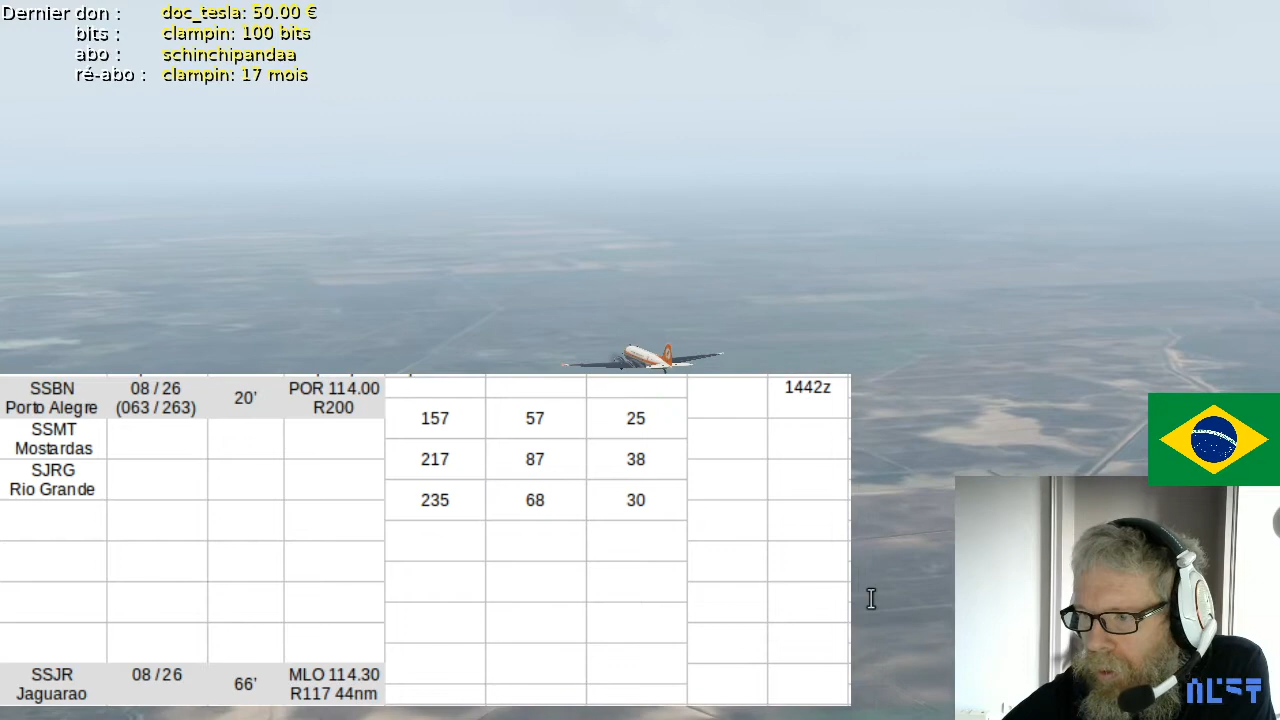 Dernier don : doc_tesla: 50.00 €
bits : clampin: 100 bits
abo : schinchipandaa
ré-abo : clampin: 17 mois
SSBN 08 / 26 20’ POR 114.00 1442z
Porto Alegre (063 / 263) R200
157 57 25
SSMT
Mostardas
217 87 38
SJRG
Rio Grande
235 68 30
SSJR 08 / 26 66’ MLO 114.30
Jaguarao R117 44nm